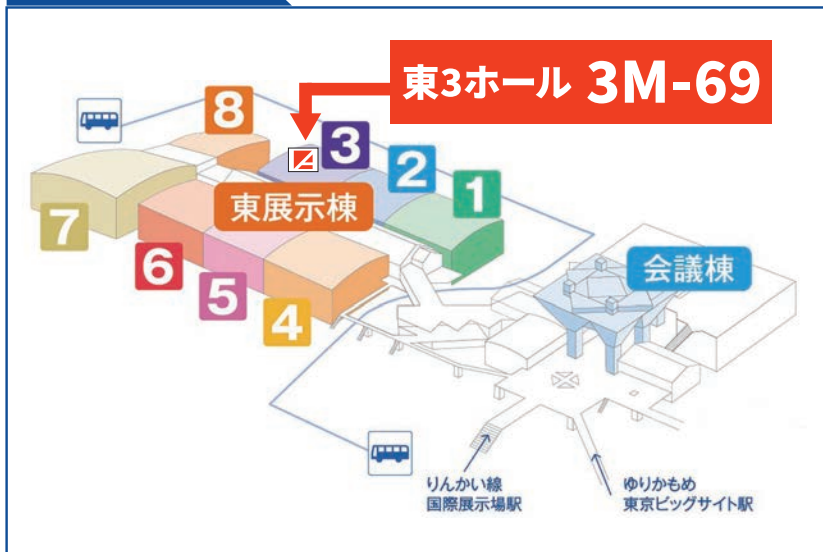 東3ホール 3M-69
8
3
2
1
東展示棟
7
6
5
4
会議棟
りんかい線
国際展示場駅
ゆりかもめ
東京ビッグサイト駅